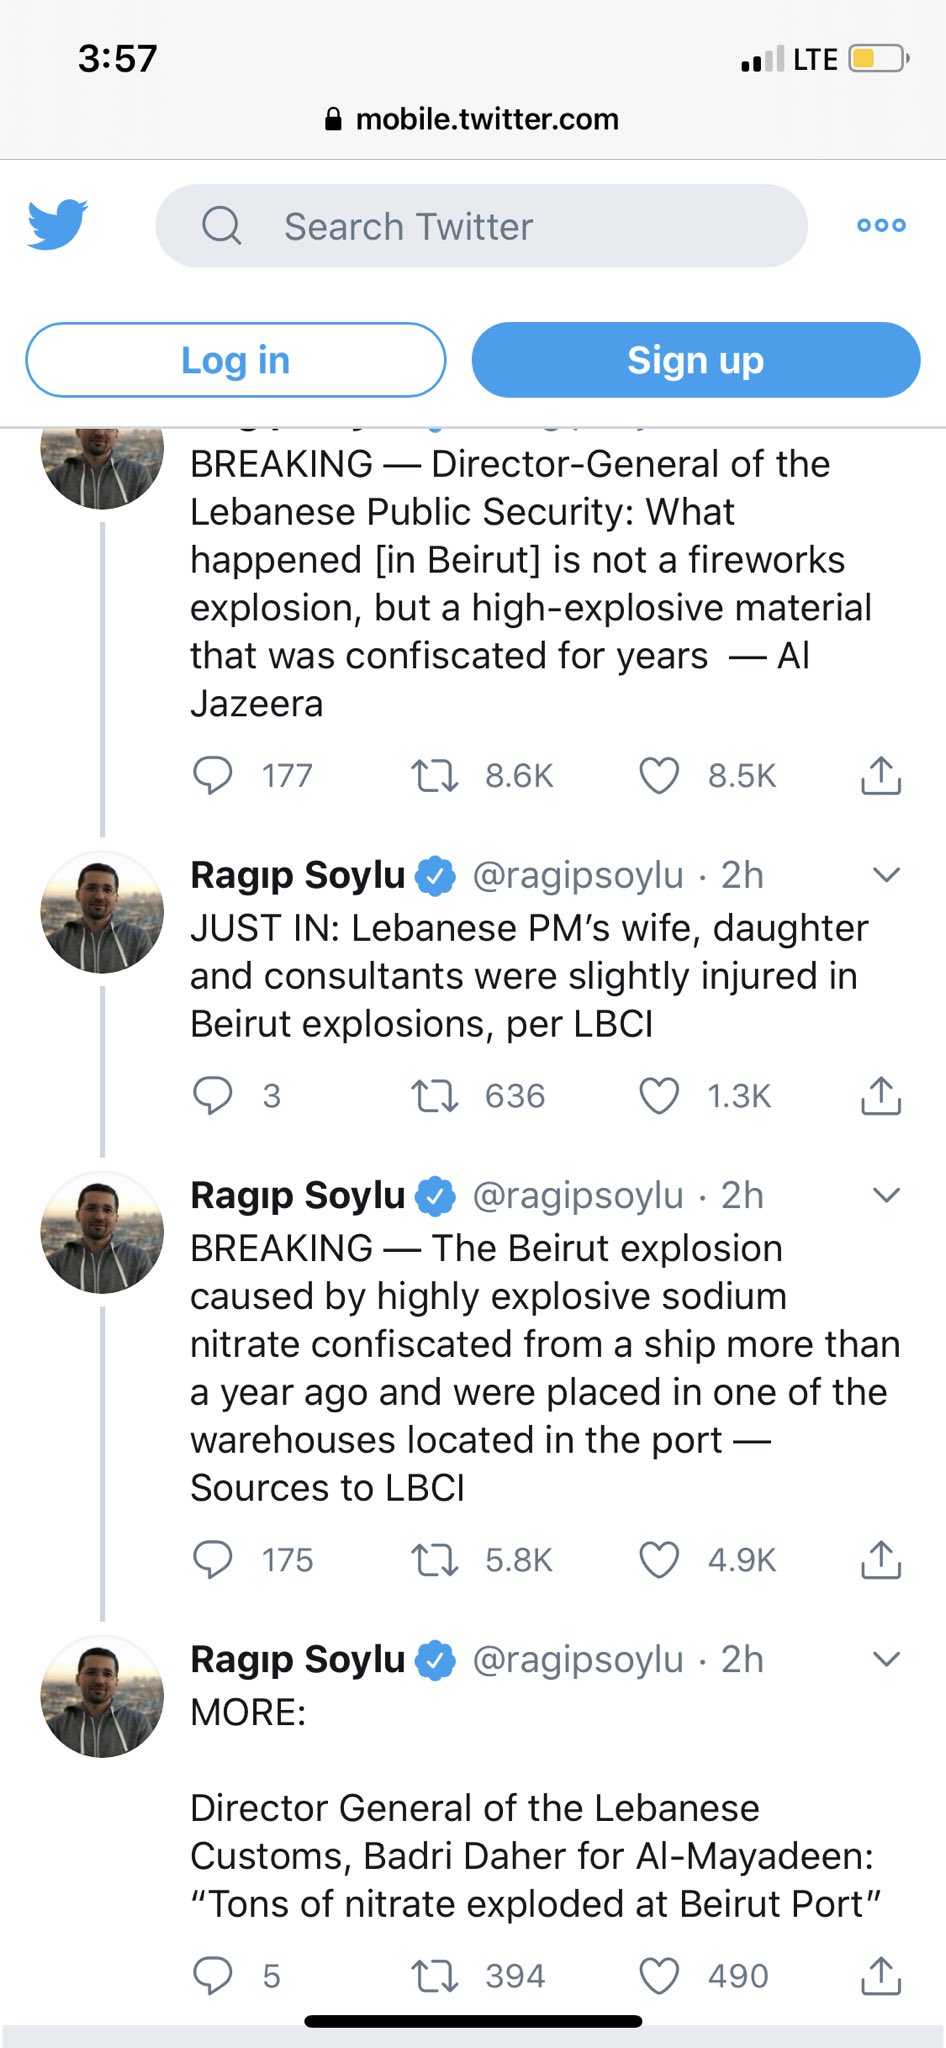 3:57
LTE
mobile.twitter.com
Search Twitter
Log in
Sign up
BREAKING — Director-General of the
Lebanese Public Security: What
happened [in Beirut] is not a fireworks
explosion, but a high-explosive material
that was confiscated for years — Al
Jazeera
177 8.6K 8.5K
Ragıp Soylu @ragipsoylu · 2h
JUST IN: Lebanese PM’s wife, daughter
and consultants were slightly injured in
Beirut explosions, per LBCI
3 636 1.3K
Ragıp Soylu @ragipsoylu · 2h
BREAKING — The Beirut explosion
caused by highly explosive sodium
nitrate confiscated from a ship more than
a year ago and were placed in one of the
warehouses located in the port —
Sources to LBCI
175 5.8K 4.9K
Ragıp Soylu @ragipsoylu · 2h
MORE:
Director General of the Lebanese
Customs, Badri Daher for Al-Mayadeen:
“Tons of nitrate exploded at Beirut Port”
5 394 490